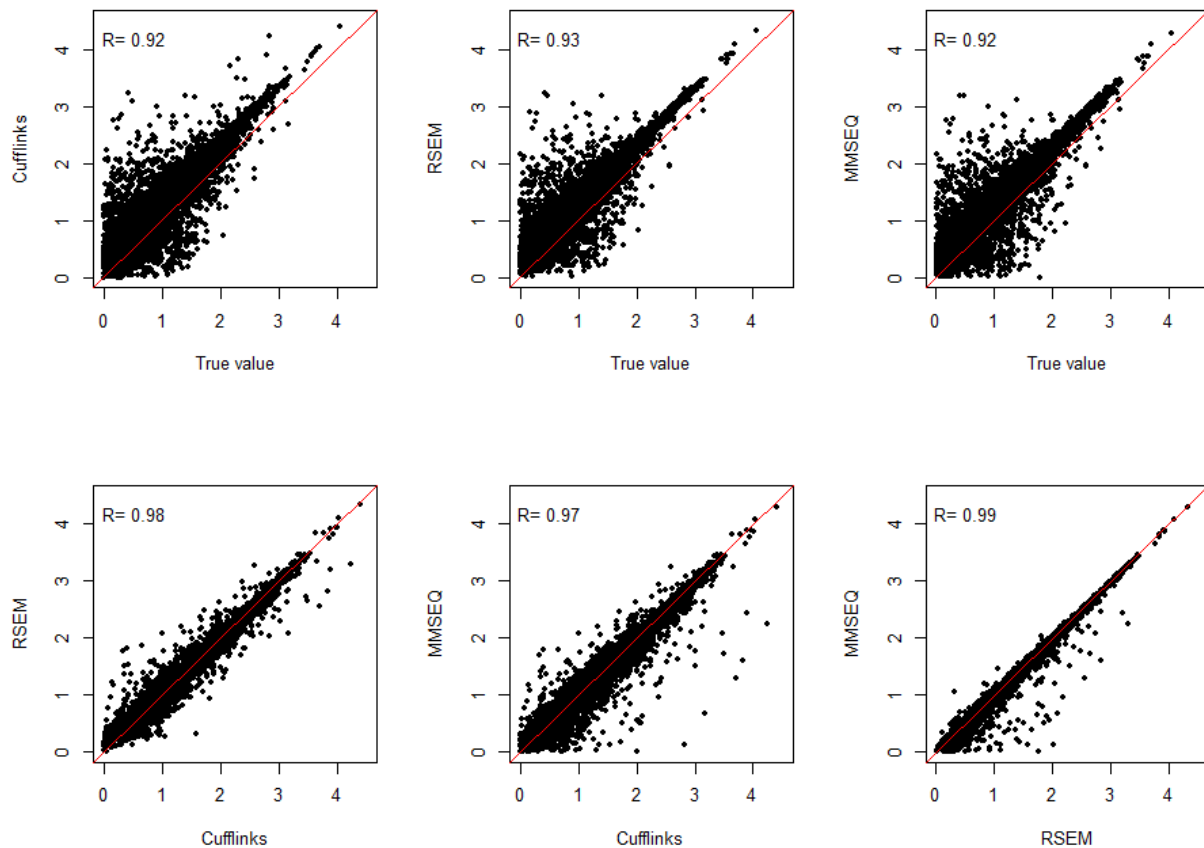 R= 0.92
Cufflinks
4
3
2
1
0
0 1 2 3 4
True value
R= 0.93
RSEM
4
3
2
1
0
0 1 2 3 4
True value
R= 0.92
MMSEQ
4
3
2
1
0
0 1 2 3 4
True value
R= 0.98
RSEM
4
3
2
1
0
0 1 2 3 4
Cufflinks
R= 0.97
MMSEQ
4
3
2
1
0
0 1 2 3 4
Cufflinks
R= 0.99
MMSEQ
4
3
2
1
0
0 1 2 3 4
RSEM